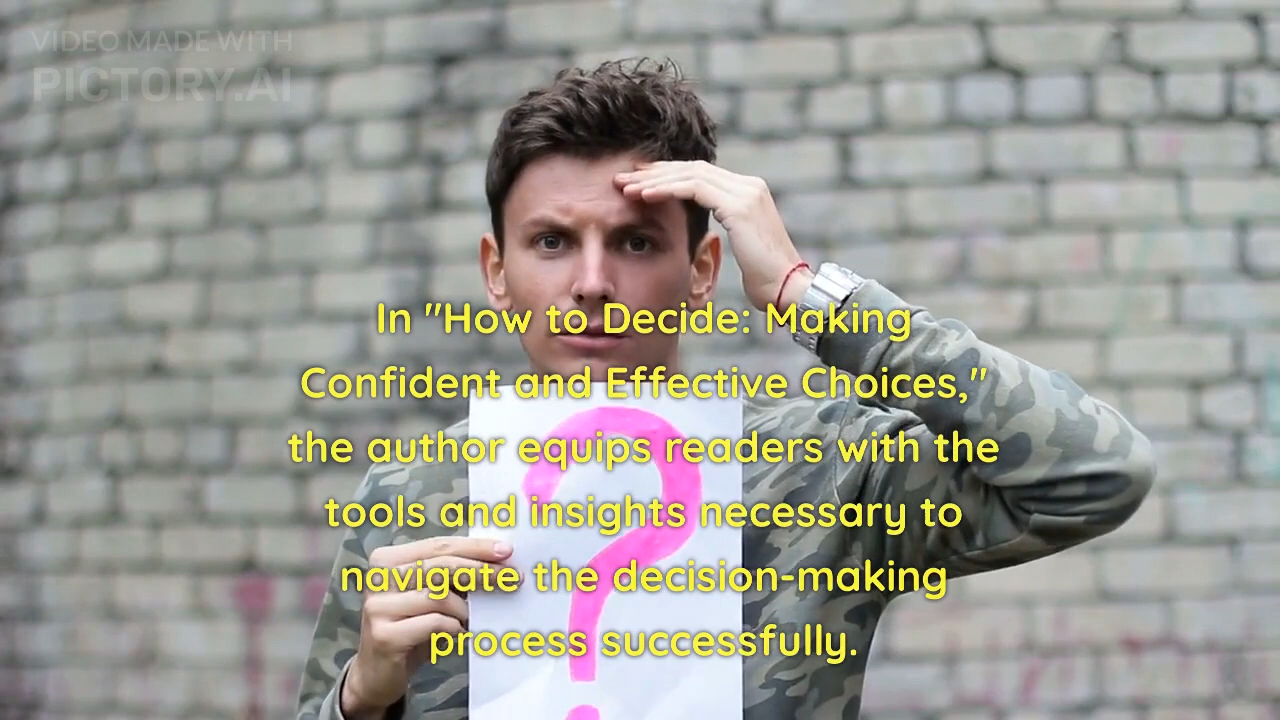 VIDEO MADE WITH
PICTORY.AI
In "How to Decide: Making
Confident and Effective Choices,"
the author equips readers with the
tools and insights necessary to
navigate the decision-making
process successfully.
?